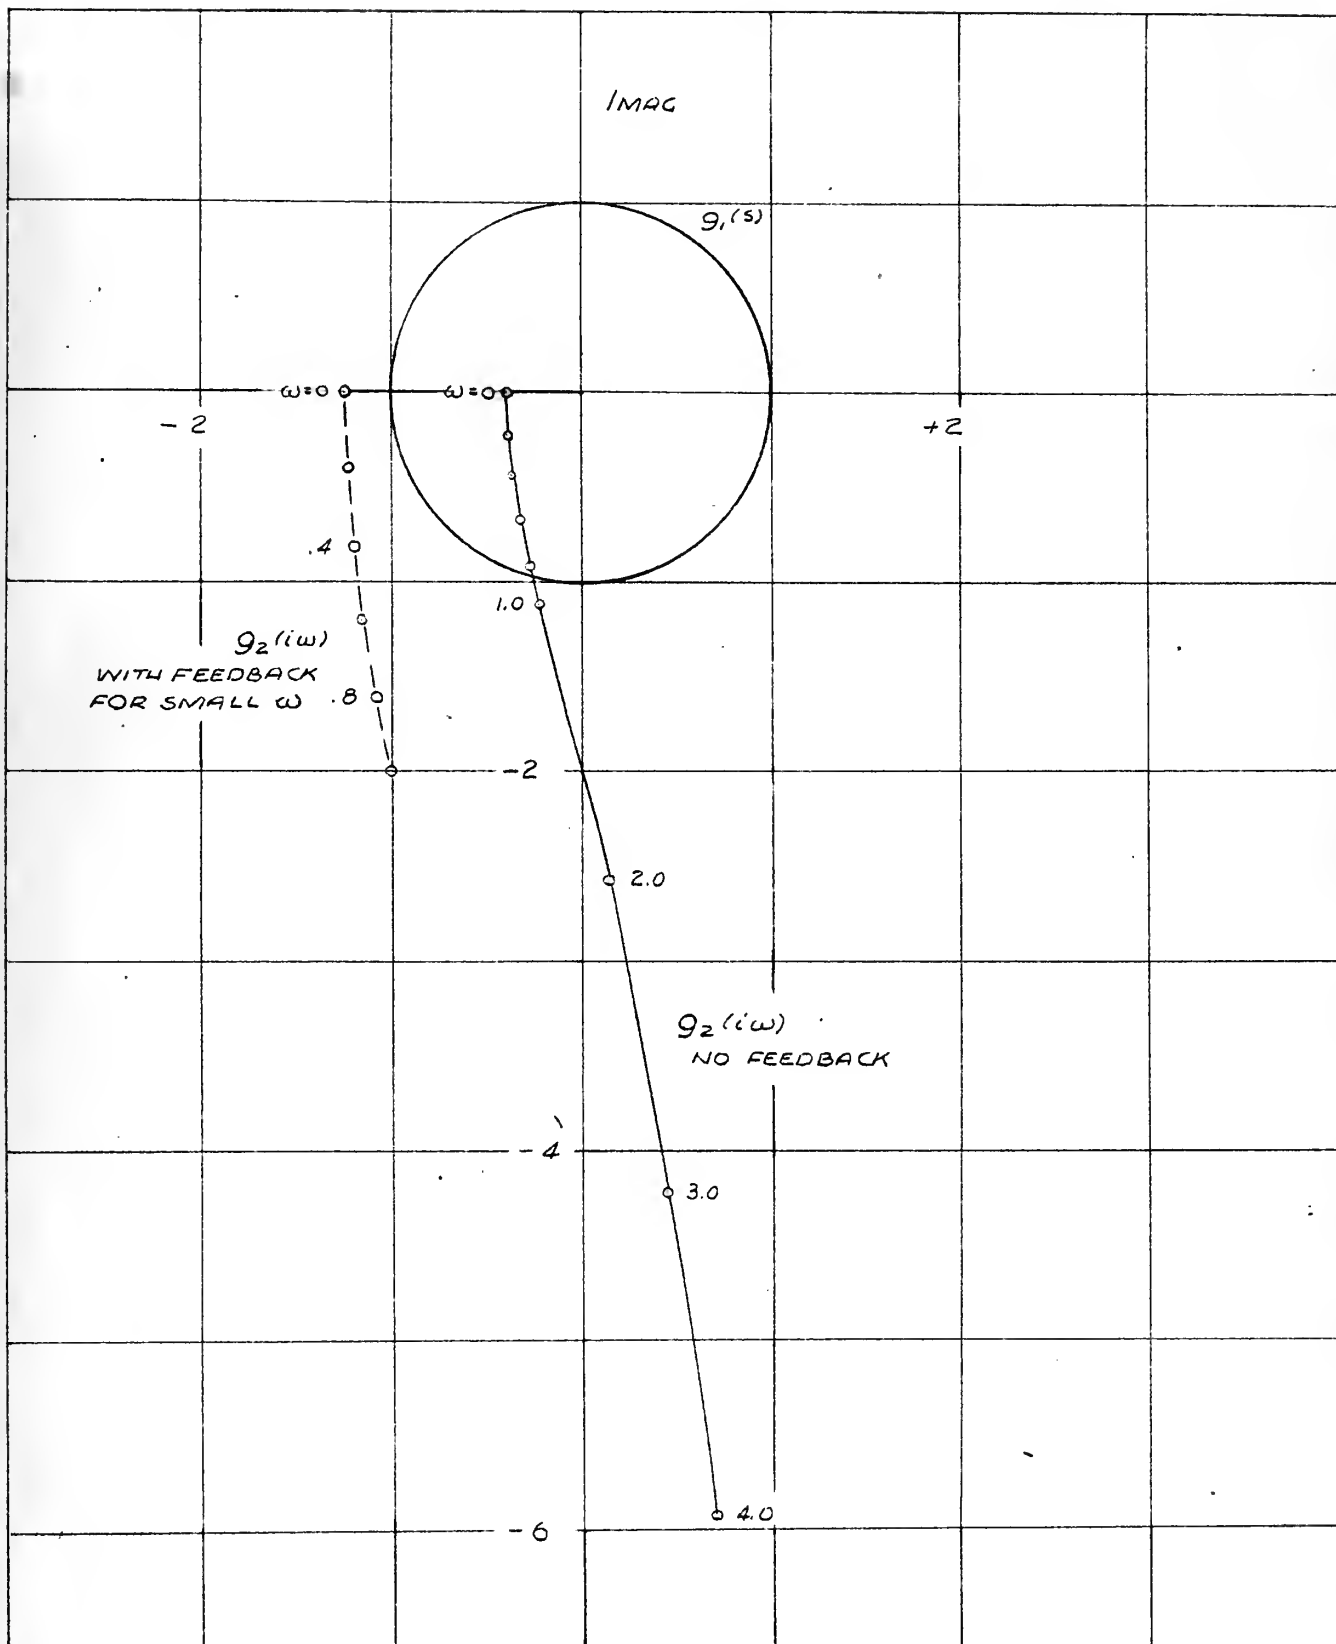 IMAG
g₁(s)
ω=0
ω=0
-2
+2
.4
1.0
g₂(iω)
WITH FEEDBACK
FOR SMALL ω
.8
-2
2.0
g₂(iω)
NO FEEDBACK
-4
3.0
4.0
-6